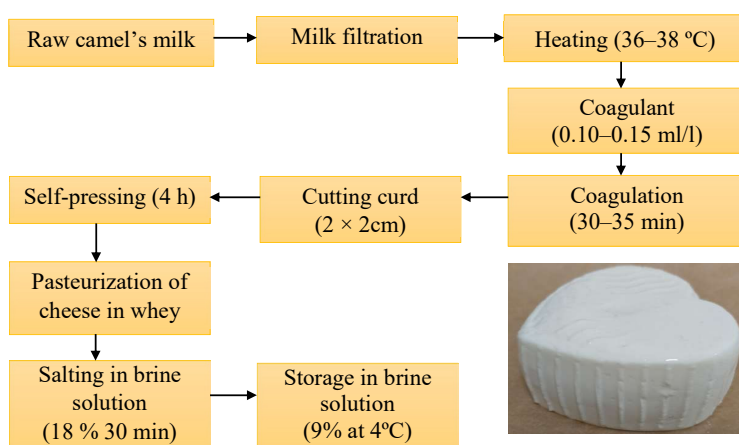 Raw camel’s milk
Milk filtration
Heating (36–38 ºC)
Coagulant
(0.10–0.15 ml/l)
Coagulation
(30–35 min)
Cutting curd
(2 × 2cm)
Self-pressing (4 h)
Pasteurization of
cheese in whey
Salting in brine
solution
(18 % 30 min)
Storage in brine
solution
(9% at 4ºC)